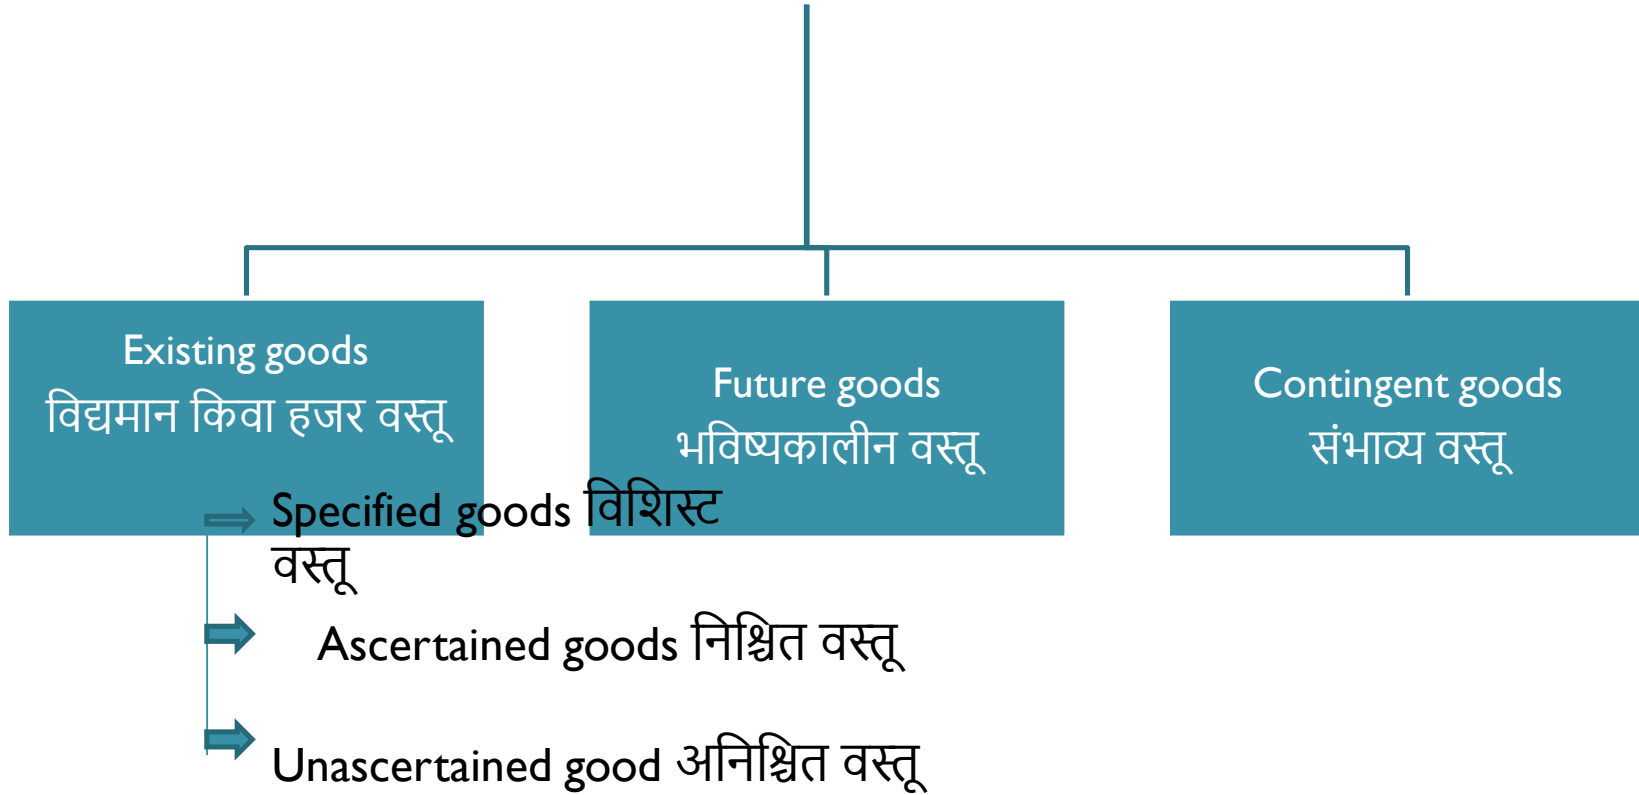 Existing goods
विद्यमान किवा हजर वस्तू
Future goods
भविष्यकालीन वस्तू
Contingent goods
संभाव्य वस्तू
Specified goods विशिस्ट
वस्तू
Ascertained goods निश्चित वस्तू
Unascertained good अनिश्चित वस्तू